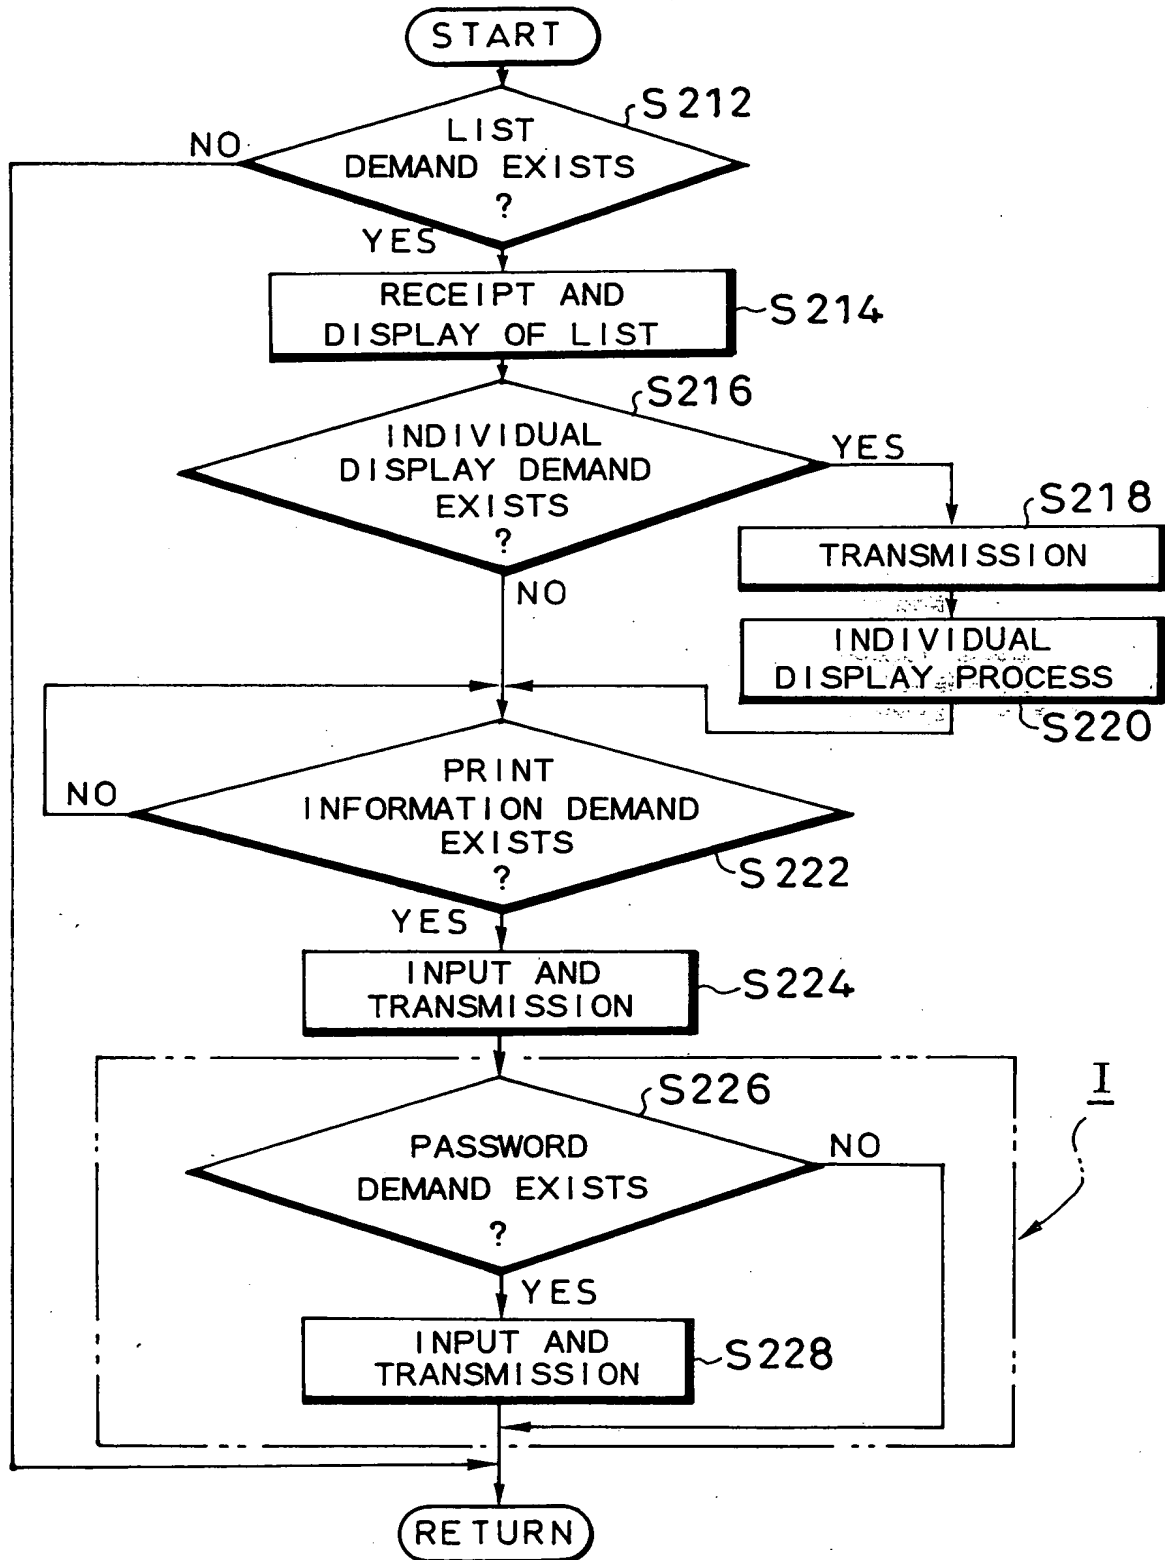 START
S212
LIST
DEMAND EXISTS
?
NO
YES
RECEIPT AND
DISPLAY OF LIST
S214
S216
INDIVIDUAL
DISPLAY DEMAND
EXISTS
?
YES
NO
S218
TRANSMISSION
INDIVIDUAL
DISPLAY PROCESS
S220
PRINT
INFORMATION DEMAND
EXISTS
?
NO
S222
YES
INPUT AND
TRANSMISSION
S224
I
S226
PASSWORD
DEMAND EXISTS
?
NO
YES
INPUT AND
TRANSMISSION
S228
RETURN